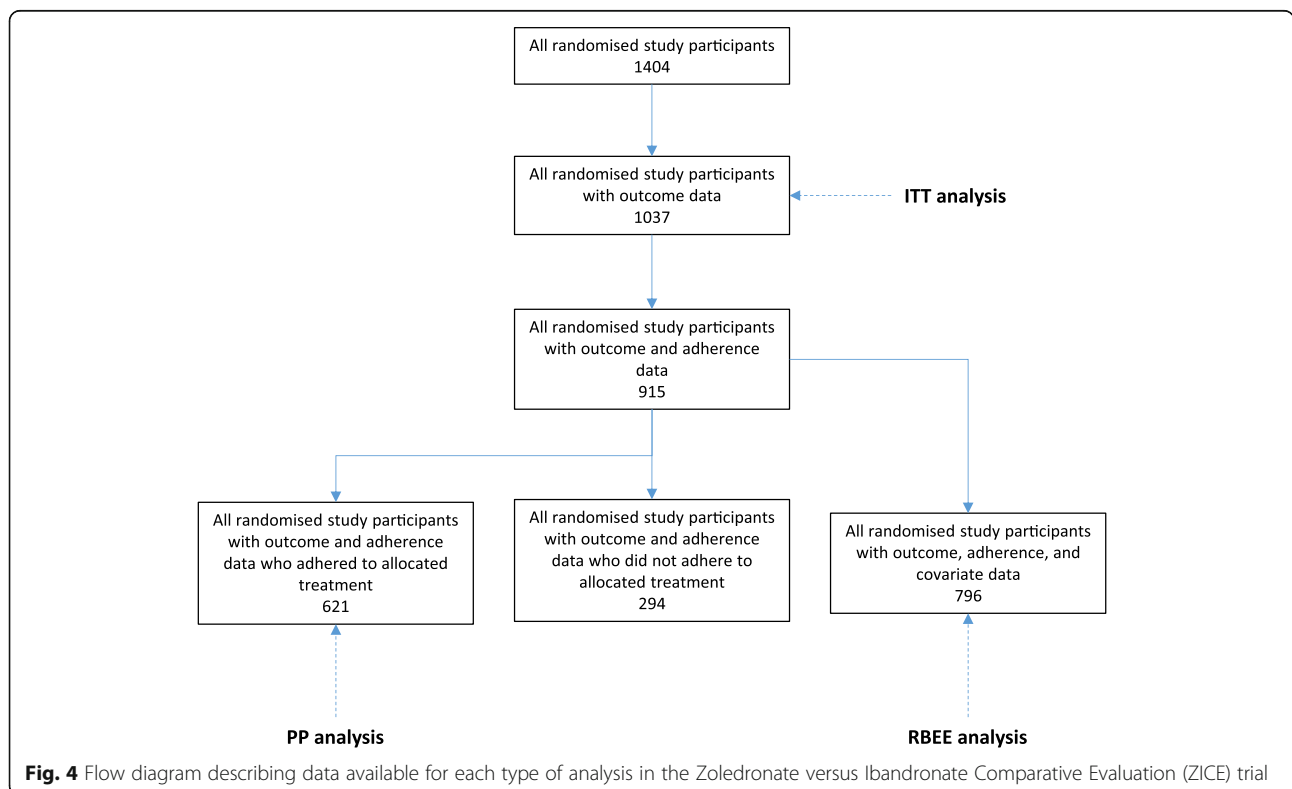 All randomised study participants
1404
All randomised study participants
with outcome data
1037
ITT analysis
All randomised study participants
with outcome and adherence
data
915
All randomised study participants
with outcome and adherence
data who adhered to allocated
treatment
621
All randomised study participants
with outcome and adherence
data who did not adhere to
allocated treatment
294
All randomised study participants
with outcome, adherence, and
covariate data
796
PP analysis
RBEE analysis
Fig. 4 Flow diagram describing data available for each type of analysis in the Zoledronate versus Ibandronate Comparative Evaluation (ZICE) trial